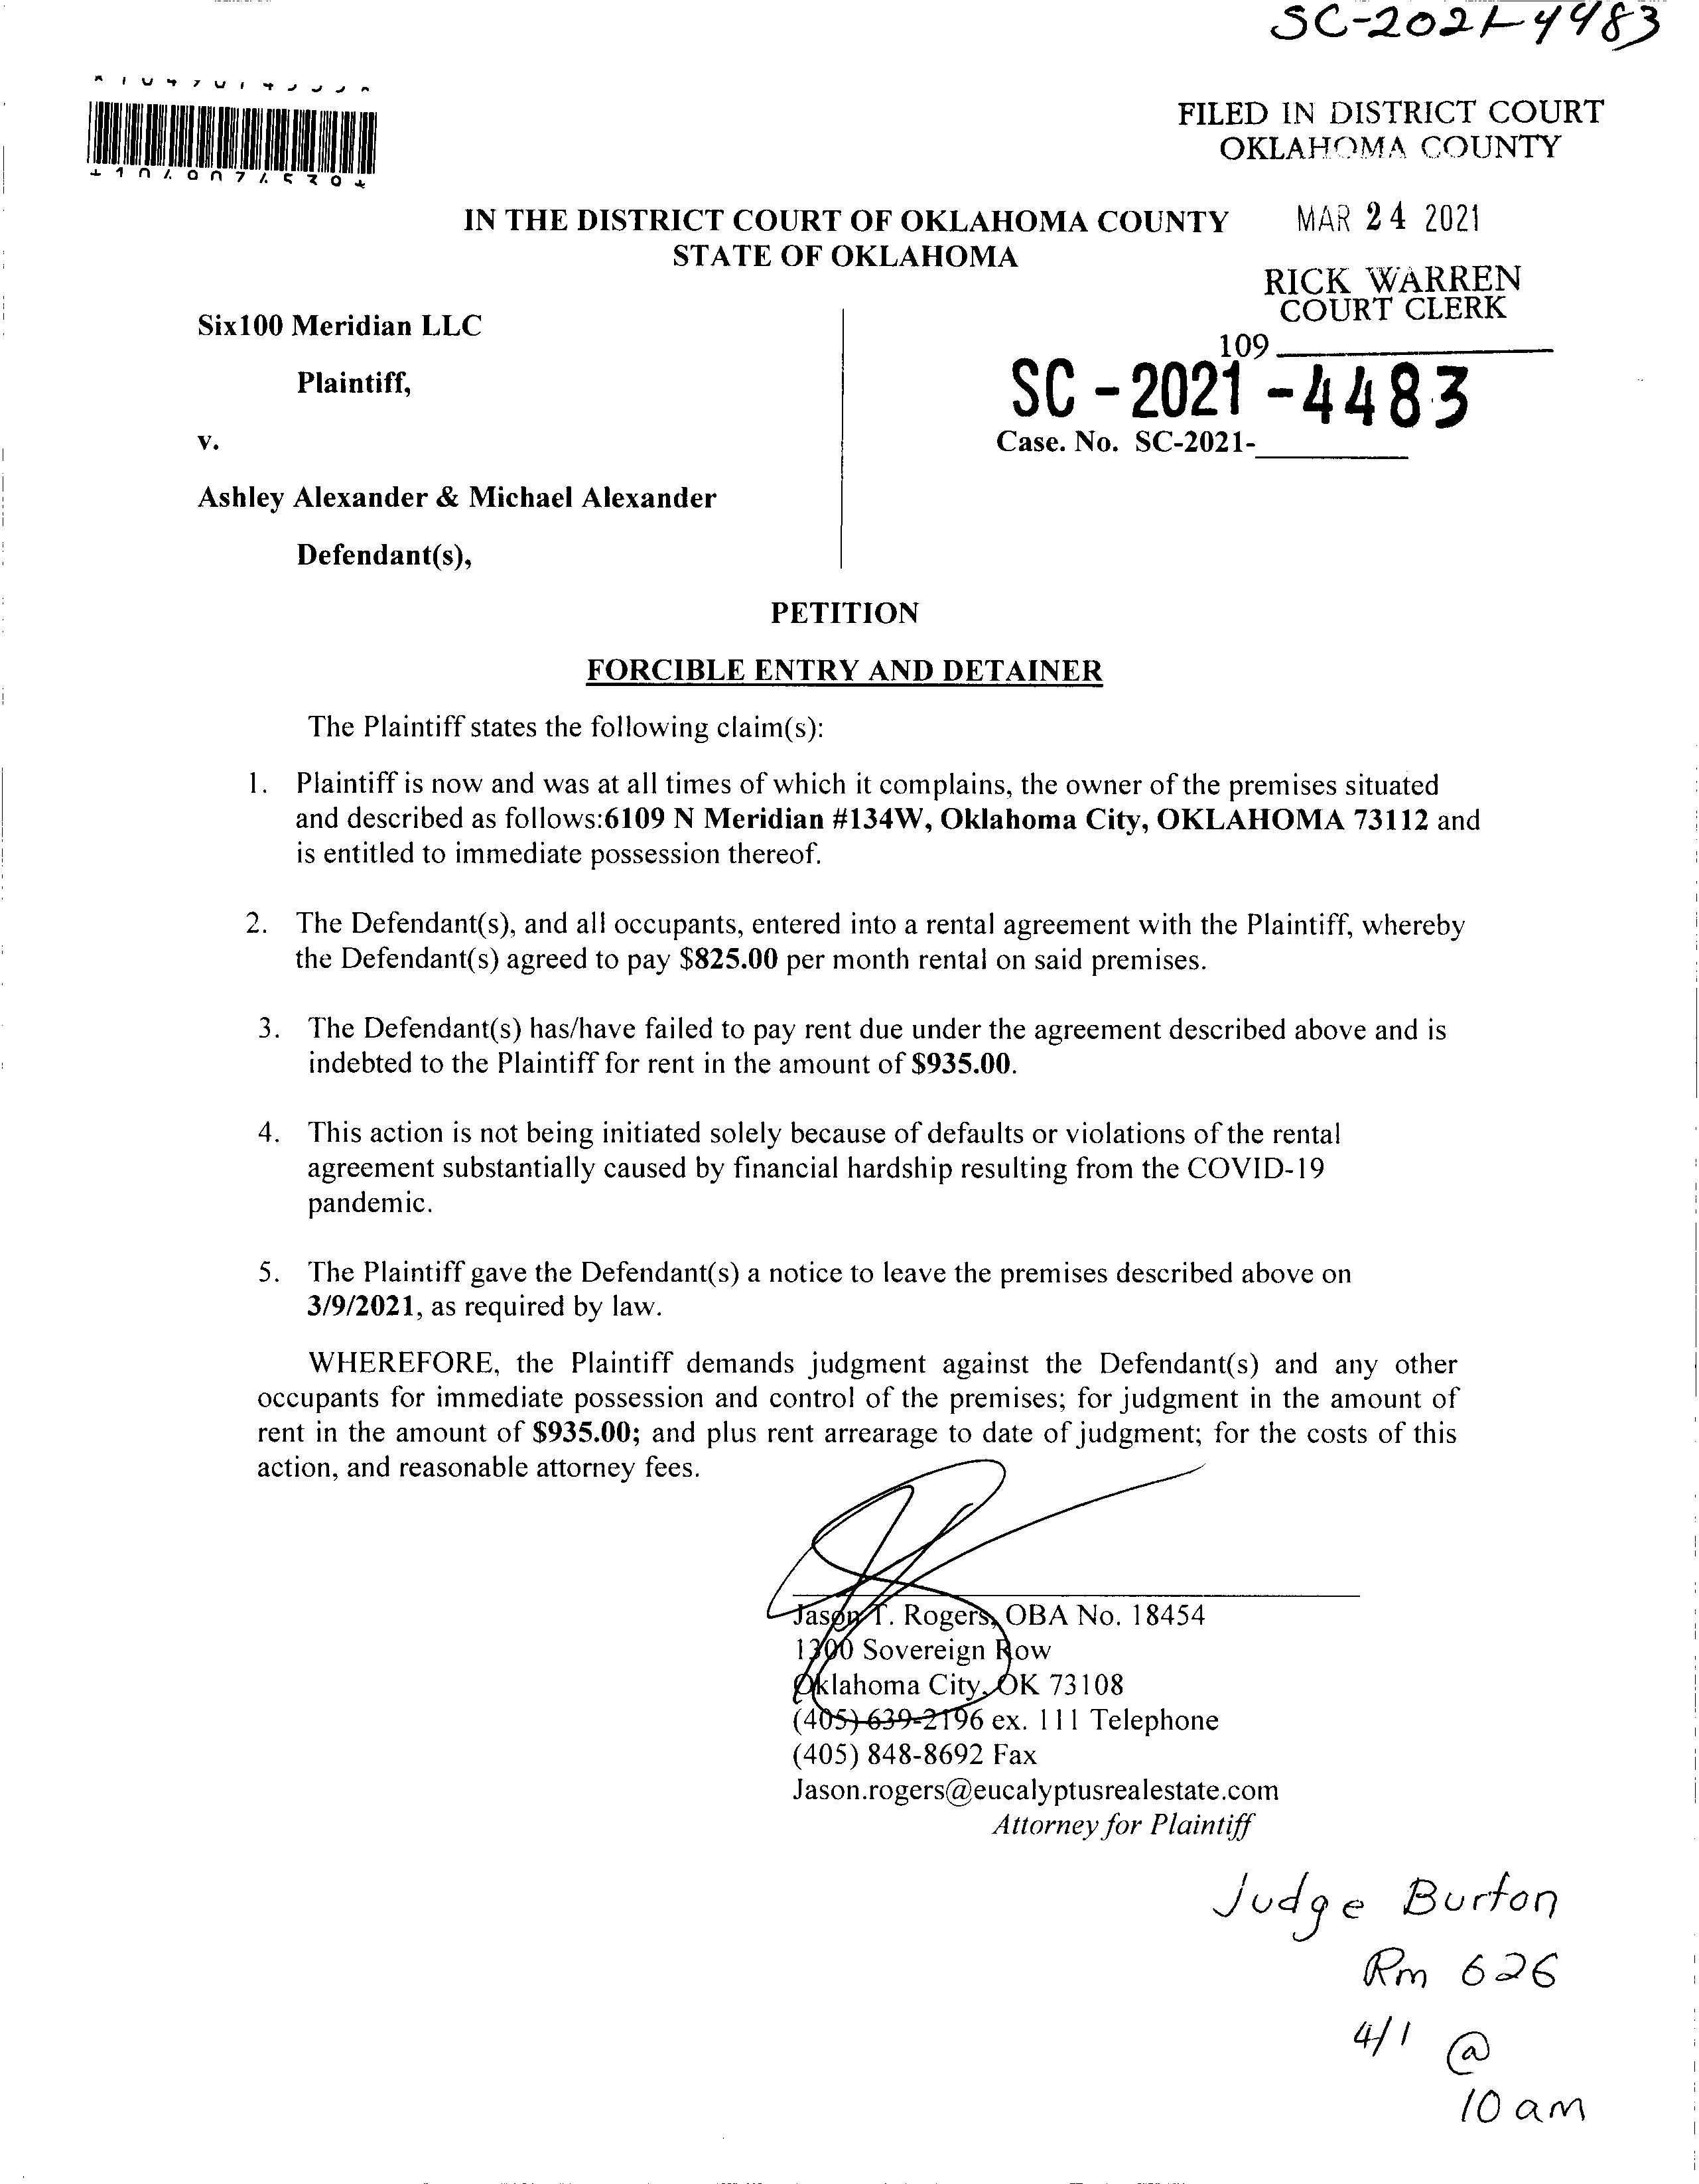 SC-2021-4483
FILED IN DISTRICT COURT
OKLAHOMA COUNTY
MAR 24 2021
RICK WARREN
COURT CLERK
109
IN THE DISTRICT COURT OF OKLAHOMA COUNTY
STATE OF OKLAHOMA
Six100 Meridian LLC
Plaintiff,
v.
Ashley Alexander & Michael Alexander
Defendant(s),
SC-2021-4483
Case. No. SC-2021-
PETITION
FORCIBLE ENTRY AND DETAINER
The Plaintiff states the following claim(s):
1. Plaintiff is now and was at all times of which it complains, the owner of the premises situated
and described as follows:6109 N Meridian #134W, Oklahoma City, OKLAHOMA 73112 and
is entitled to immediate possession thereof.
2. The Defendant(s), and all occupants, entered into a rental agreement with the Plaintiff, whereby
the Defendant(s) agreed to pay $825.00 per month rental on said premises.
3. The Defendant(s) has/have failed to pay rent due under the agreement described above and is
indebted to the Plaintiff for rent in the amount of $935.00.
4. This action is not being initiated solely because of defaults or violations of the rental
agreement substantially caused by financial hardship resulting from the COVID-19
pandemic.
5. The Plaintiff gave the Defendant(s) a notice to leave the premises described above on
3/9/2021, as required by law.
WHEREFORE, the Plaintiff demands judgment against the Defendant(s) and any other
occupants for immediate possession and control of the premises; for judgment in the amount of
rent in the amount of $935.00; and plus rent arrearage to date of judgment; for the costs of this
action, and reasonable attorney fees.
Jason T. Rogers, OBA No. 18454
1300 Sovereign Row
Oklahoma City, OK 73108
(405) 639-2196 ex. 111 Telephone
(405) 848-8692 Fax
Jason.rogers@eucalyptusrealestate.com
Attorney for Plaintiff
Judge Burton
Rm 626
4/1 @
10 am